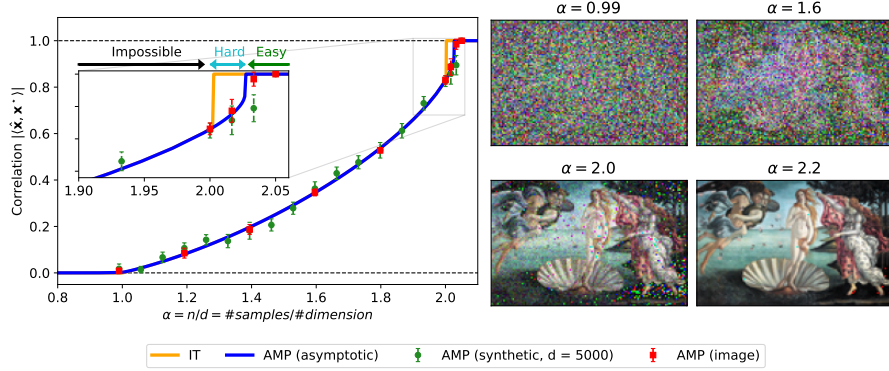 α = 0.99
α = 1.6
1.0
0.8
0.6
0.4
0.2
0.0
Correlation |⟨x̂, x⋆⟩|
Impossible
Hard
Easy
1.90
1.95
2.00
2.05
α = 2.0
α = 2.2
0.8
1.0
1.2
1.4
1.6
1.8
2.0
α = n/d = #samples/#dimension
IT
AMP (asymptotic)
AMP (synthetic, d = 5000)
AMP (image)